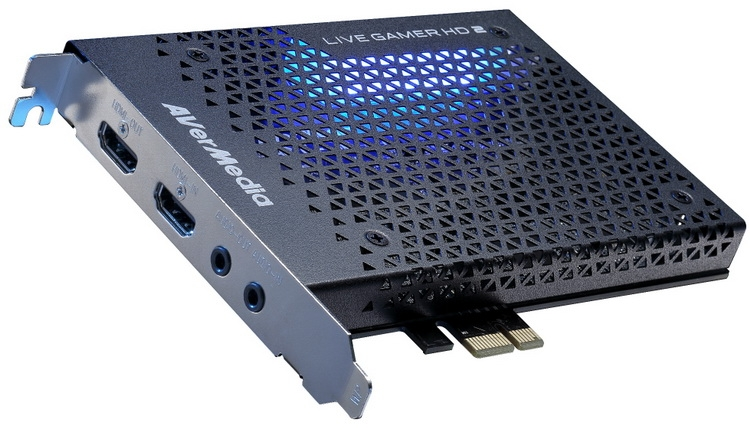 LIVE GAMER HD 2
AVerMedia
HDMI OUT
HDMI IN